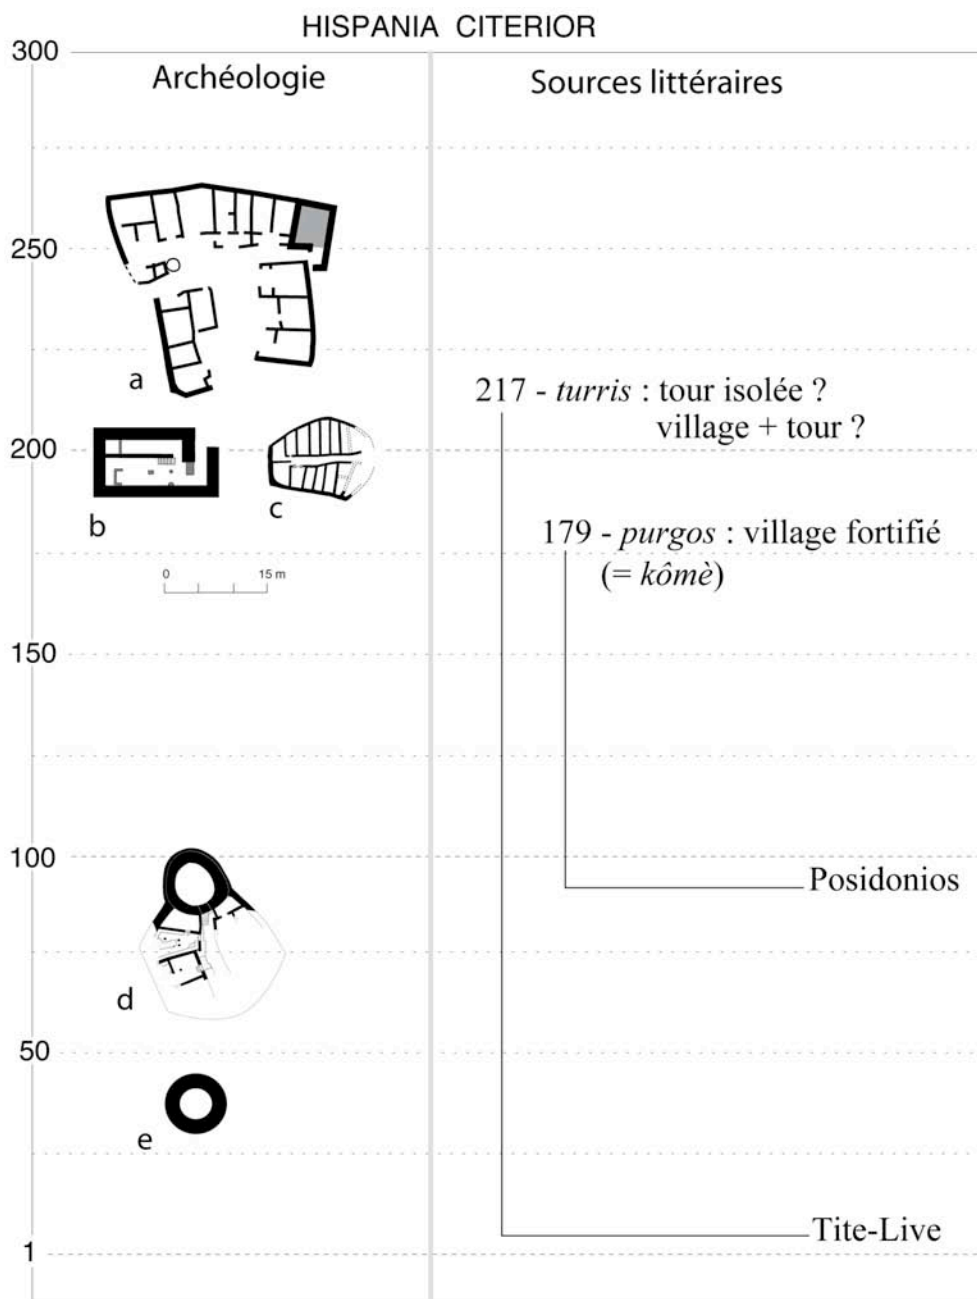 HISPANIA CITERIOR
300
Archéologie
Sources littéraires
250
a
217 - turris : tour isolée ?
village + tour ?
200
b
c
179 - purgos : village fortifié
(= kômè)
0 15 m
150
100
Posidonios
d
50
e
Tite-Live
1